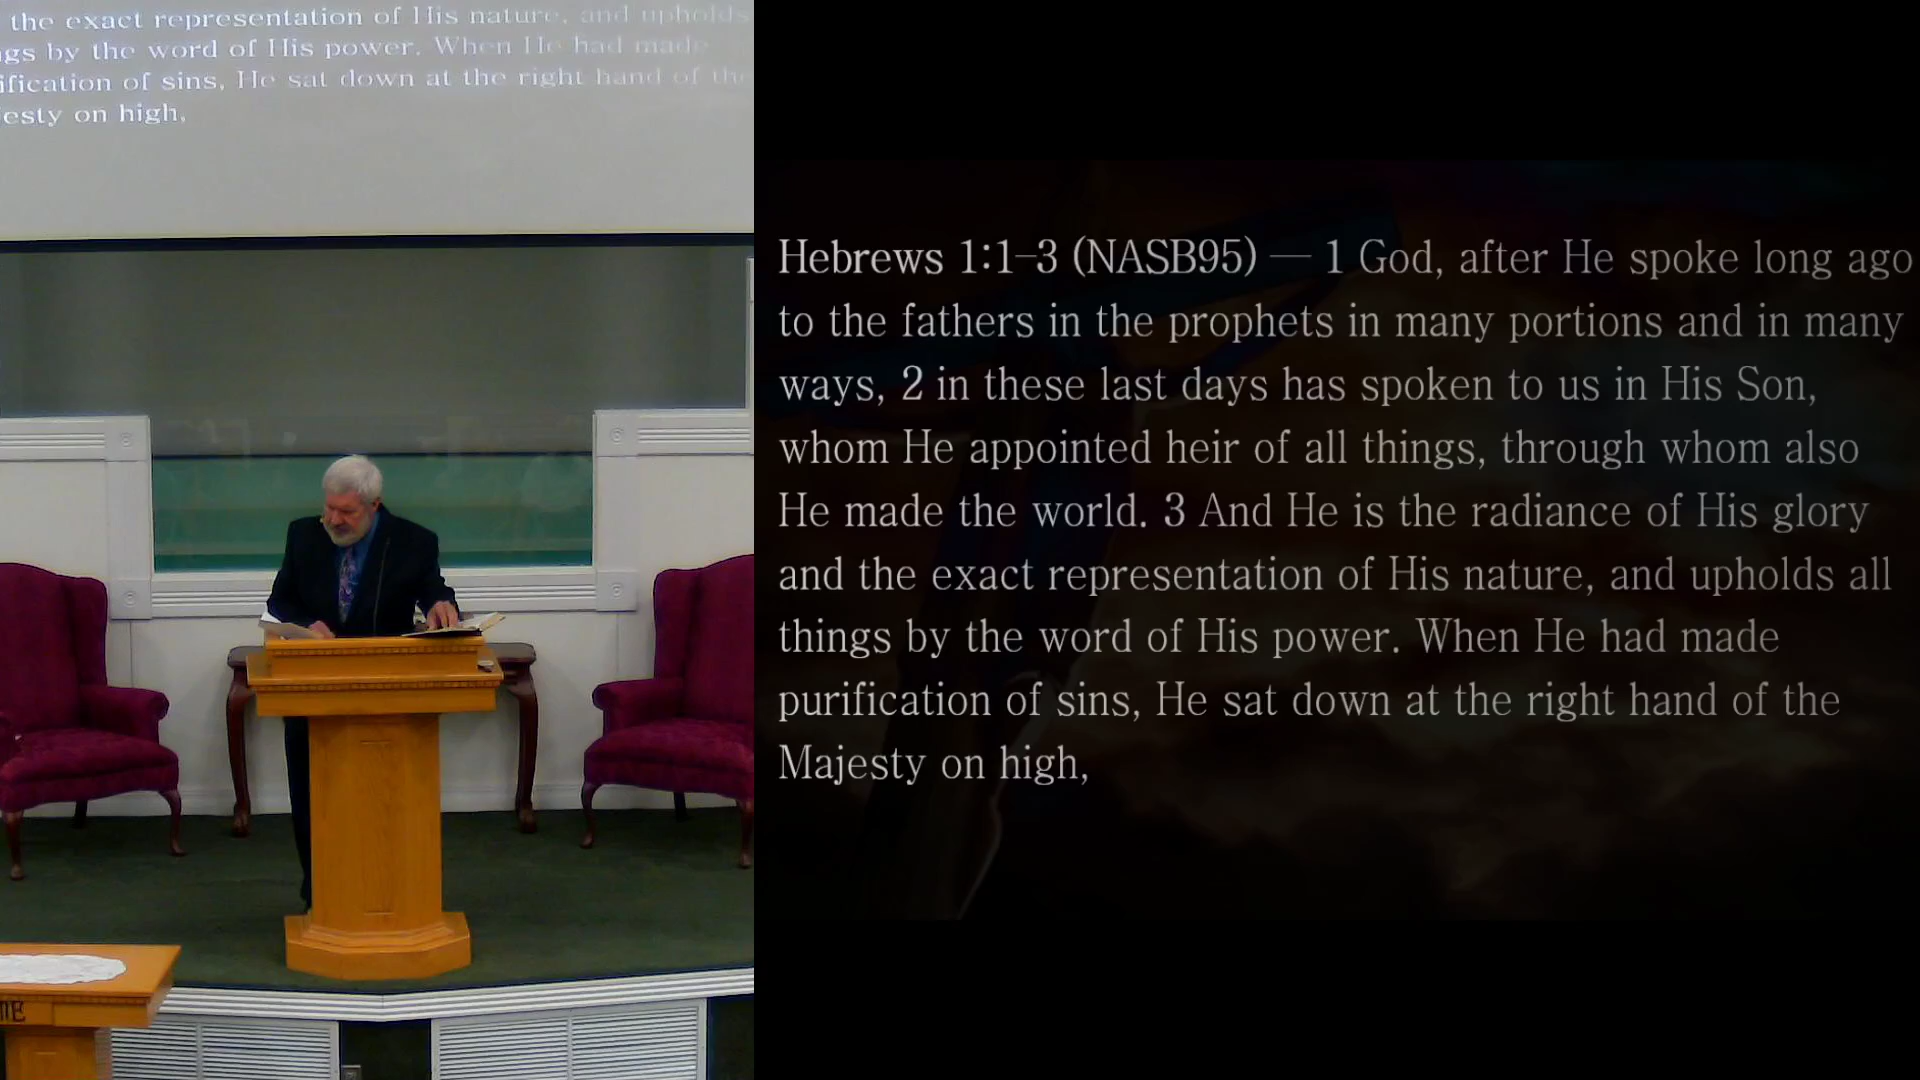 the exact representation of His nature, and upholds
ngs by the word of His power. When He had made
ification of sins, He sat down at the right hand of the
esty on high,
Hebrews 1:1–3 (NASB95) — 1 God, after He spoke long ago
to the fathers in the prophets in many portions and in many
ways, 2 in these last days has spoken to us in His Son,
whom He appointed heir of all things, through whom also
He made the world. 3 And He is the radiance of His glory
and the exact representation of His nature, and upholds all
things by the word of His power. When He had made
purification of sins, He sat down at the right hand of the
Majesty on high,
ME